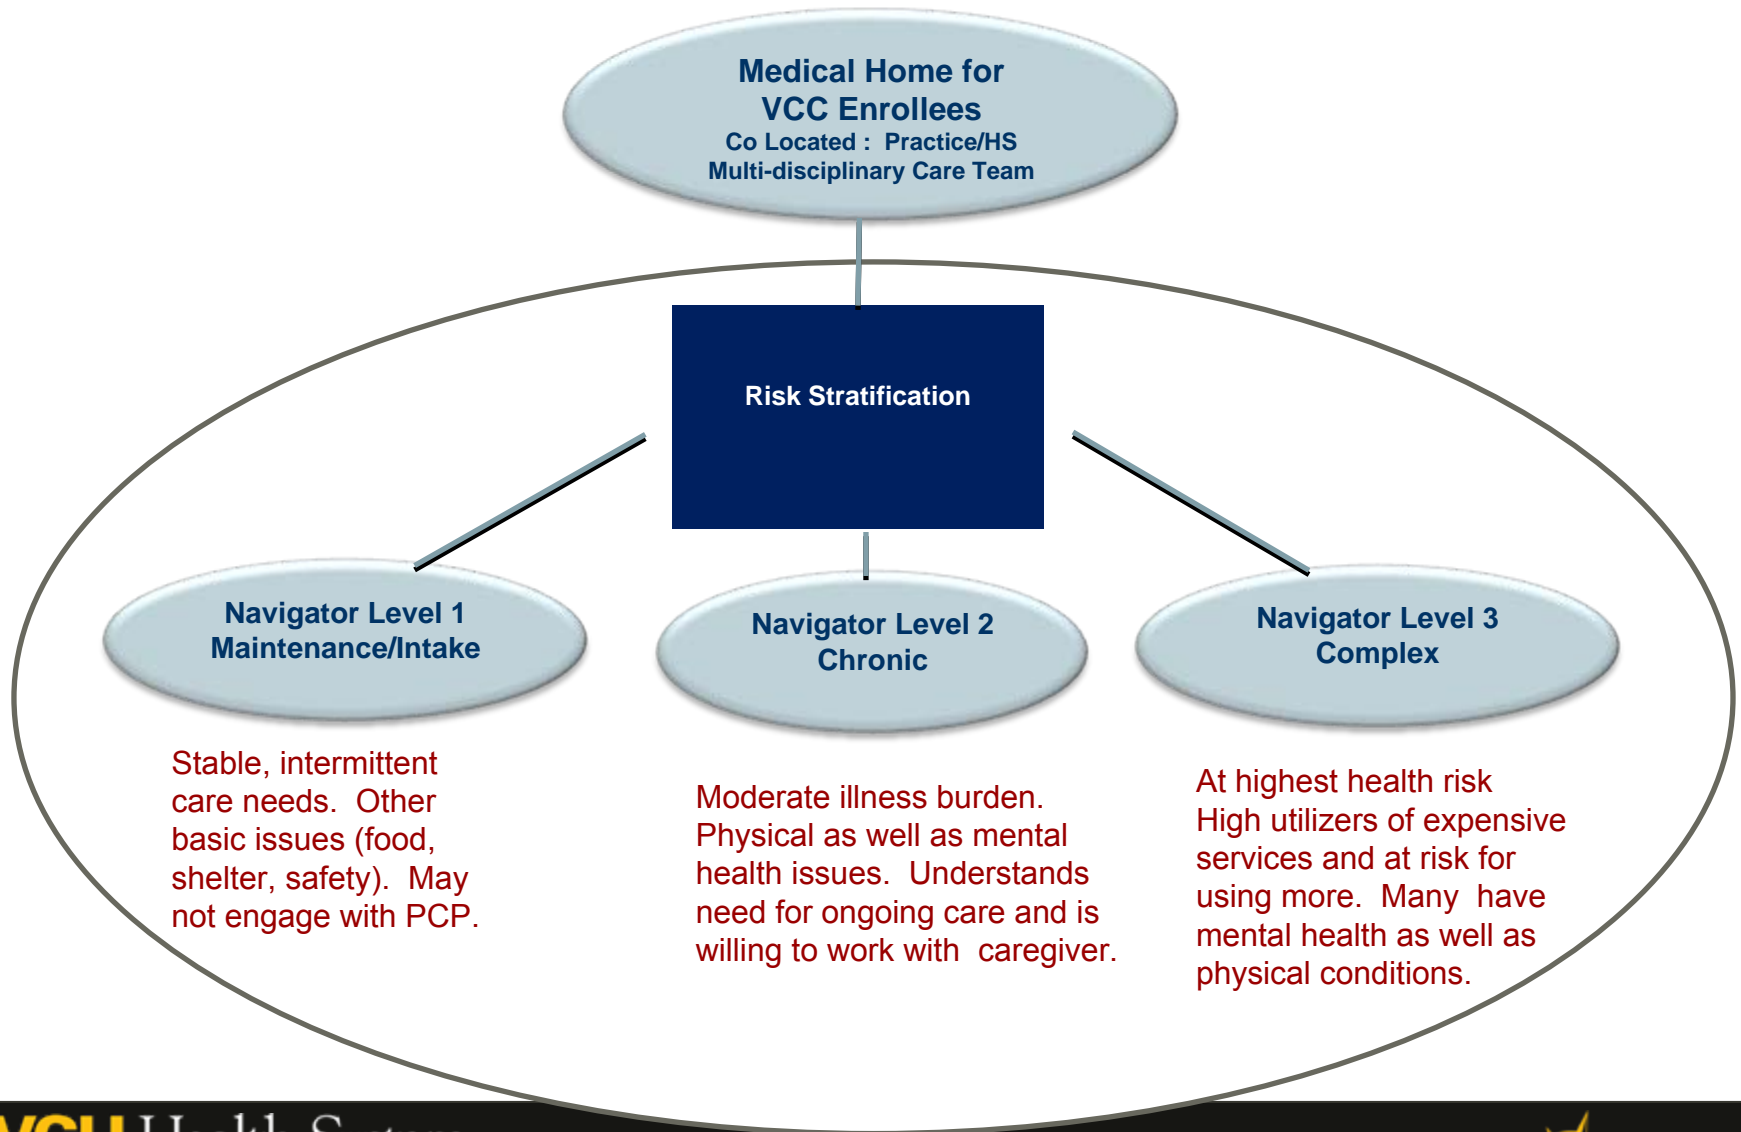 Medical Home for
VCC Enrollees
Co Located : Practice/HS
Multi-disciplinary Care Team
Risk Stratification
Navigator Level 1
Maintenance/Intake
Navigator Level 2
Chronic
Navigator Level 3
Complex
Stable, intermittent
care needs. Other
basic issues (food,
shelter, safety). May
not engage with PCP.
Moderate illness burden.
Physical as well as mental
health issues. Understands
need for ongoing care and is
willing to work with caregiver.
At highest health risk
High utilizers of expensive
services and at risk for
using more. Many have
mental health as well as
physical conditions.
VCU Health System